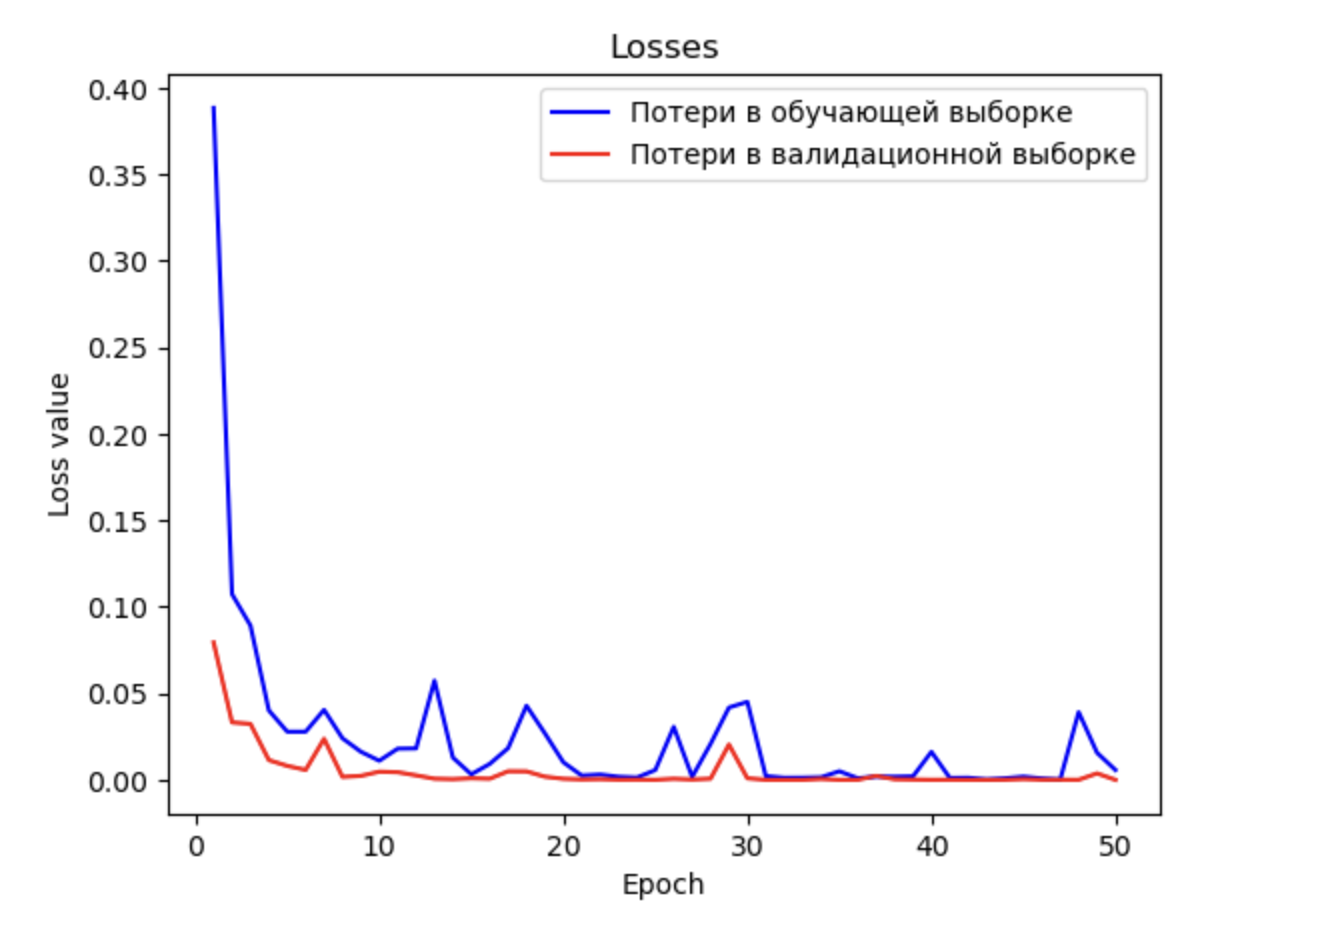 Losses
Потери в обучающей выборке
Потери в валидационной выборке
Loss value
0.40
0.35
0.30
0.25
0.20
0.15
0.10
0.05
0.00
0 10 20 30 40 50
Epoch